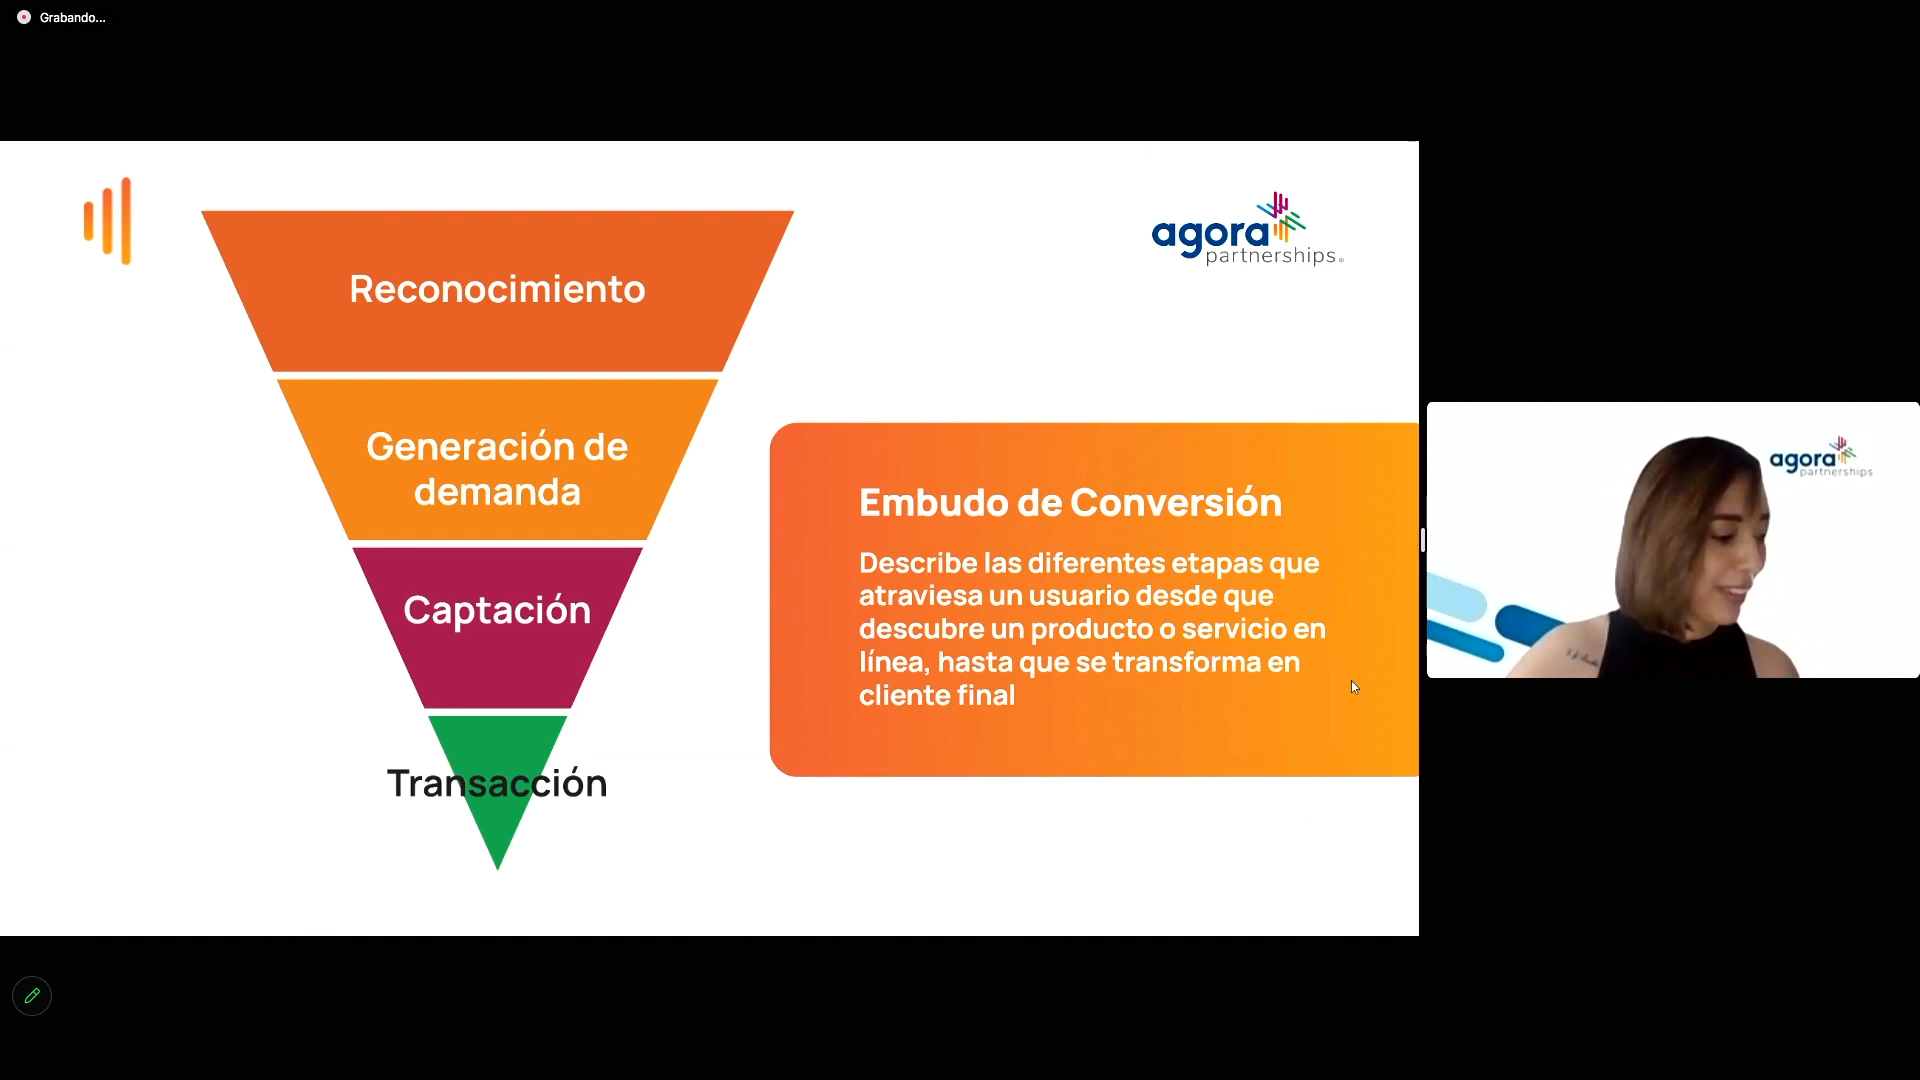 Grabando...
agora
partnerships
Reconocimiento
Generación de
demanda
Captación
Transacción
Embudo de Conversión
Describe las diferentes etapas que
atraviesa un usuario desde que
descubre un producto o servicio en
línea, hasta que se transforma en
cliente final
agora
partnerships